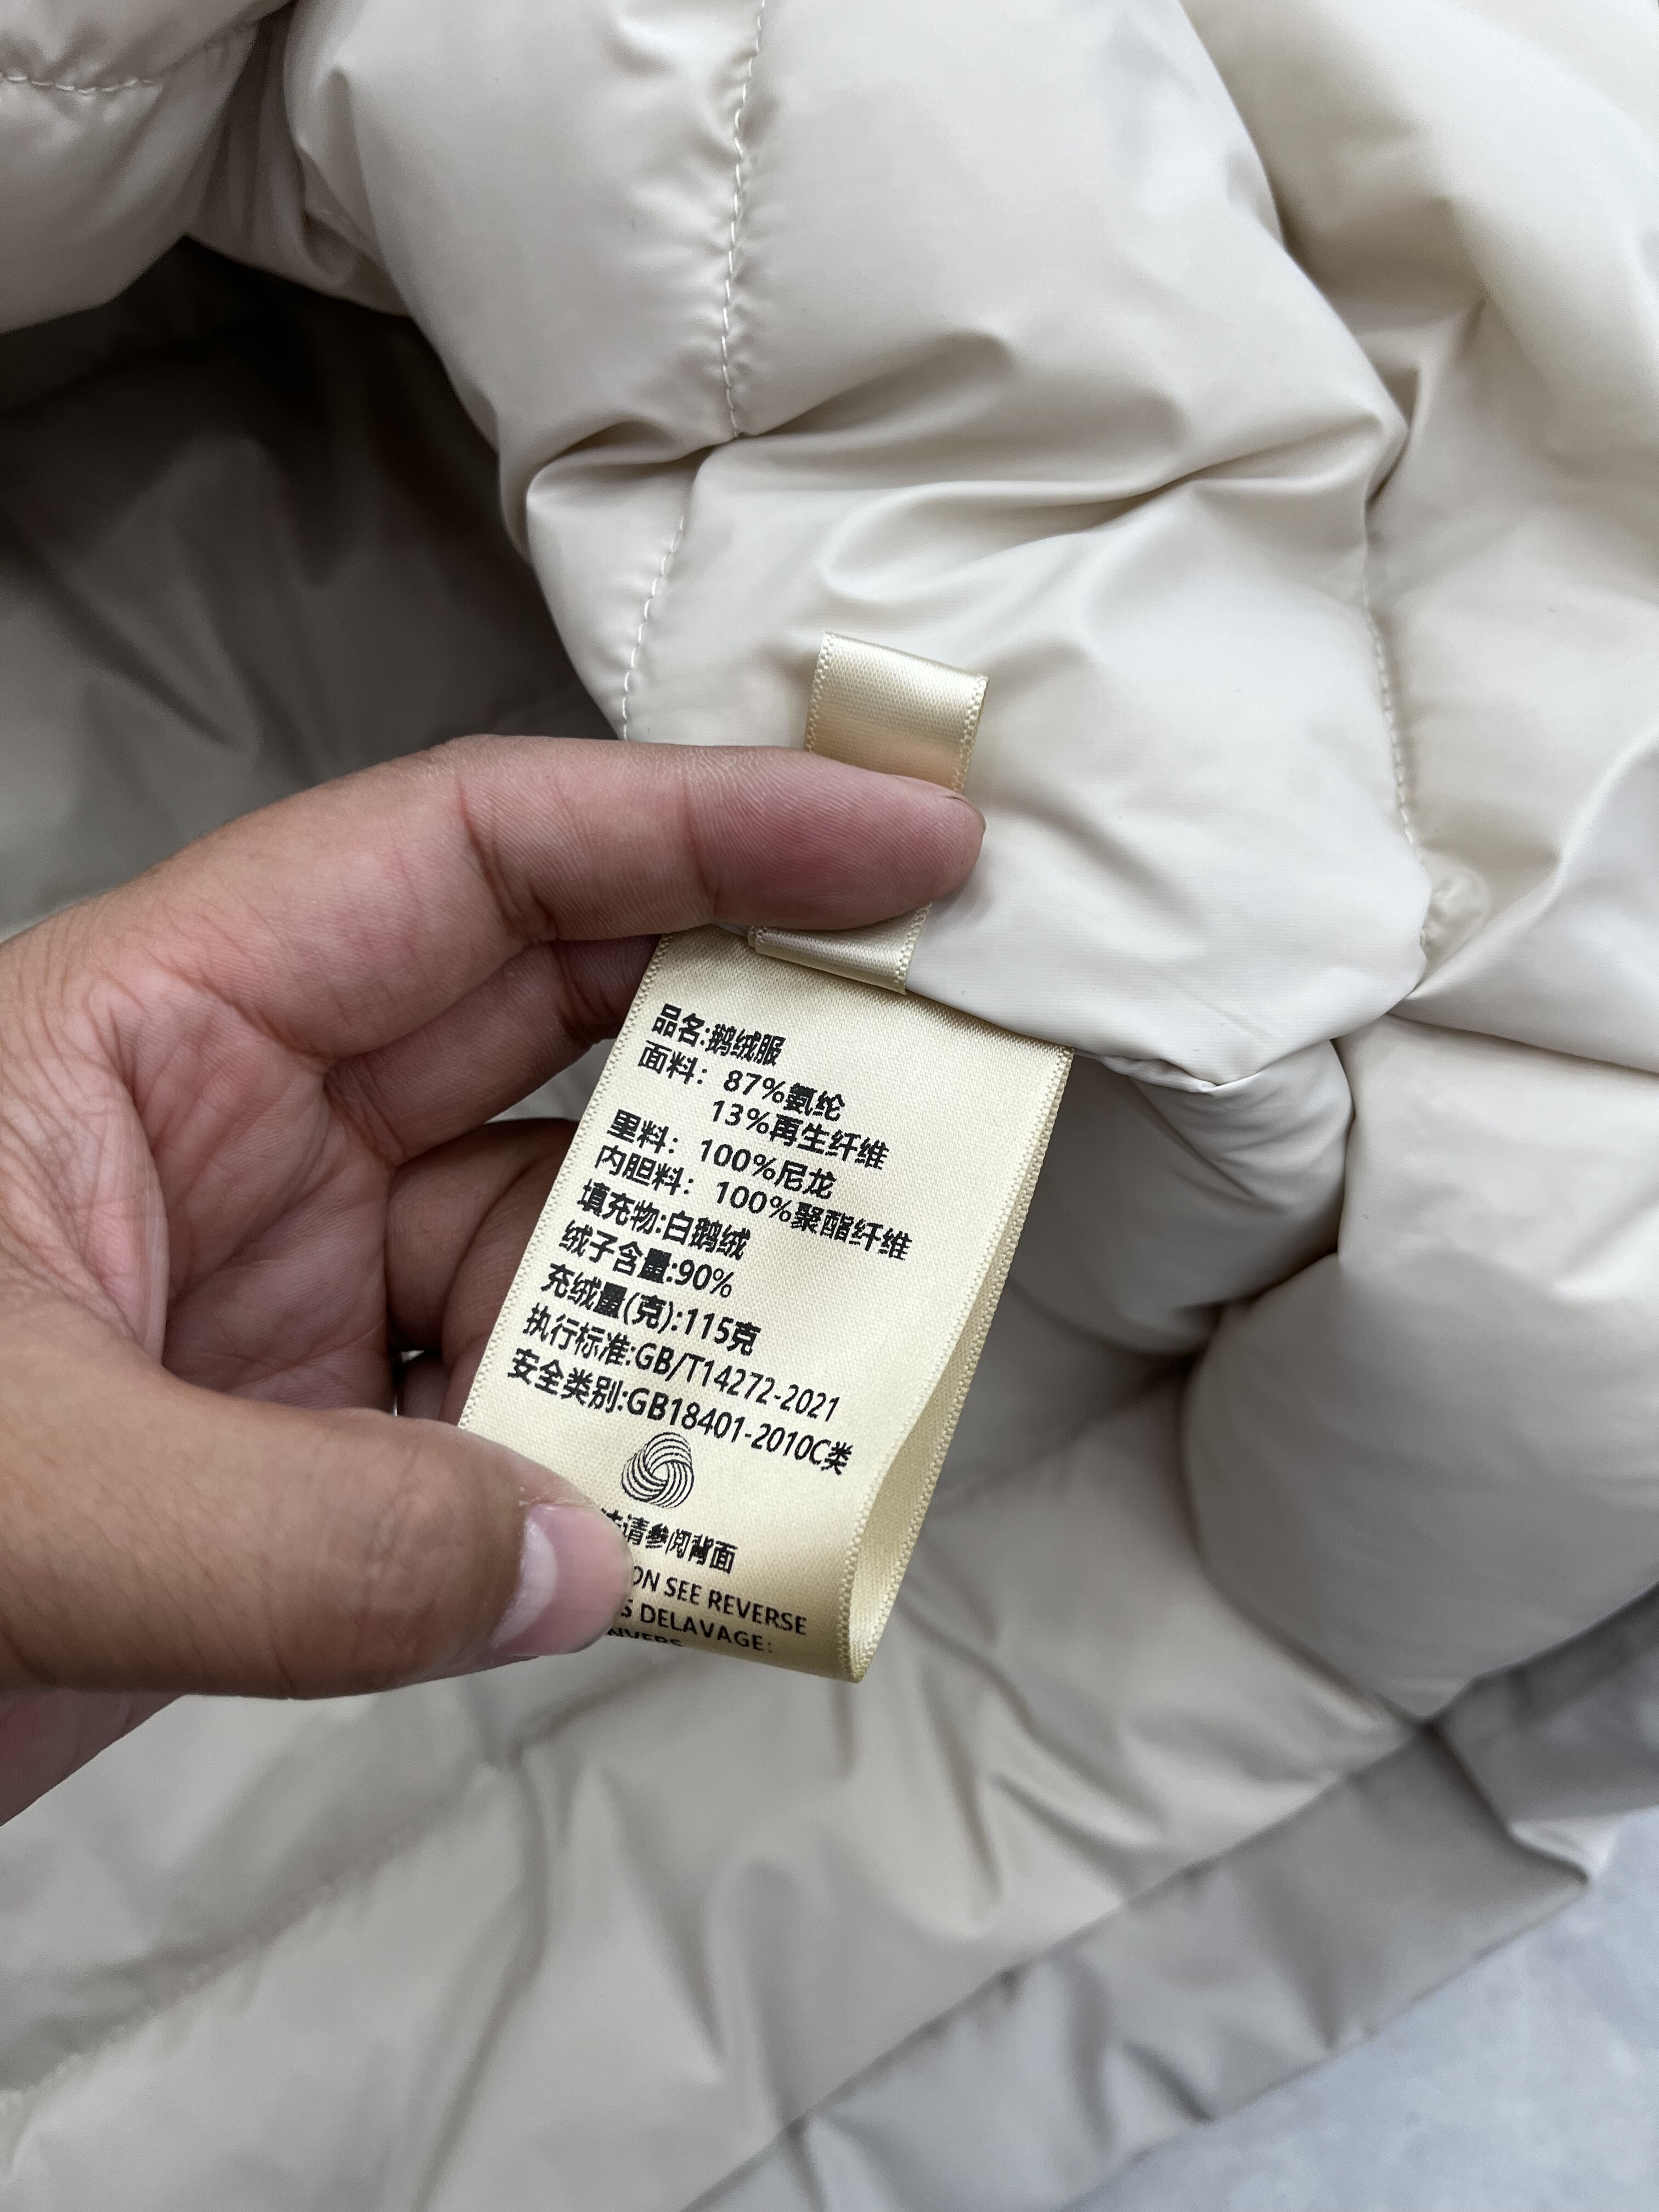 品名:鹅绒服
面料：87%氨纶
13%再生纤维
里料：100%尼龙
内胆料：100%聚酯纤维
填充物:白鹅绒
绒子含量:90%
充绒量(克):115克
执行标准:GB/T14272-2021
安全类别:GB18401-2010C类
请参阅背面
ON SEE REVERSE
S DELAVAGE: